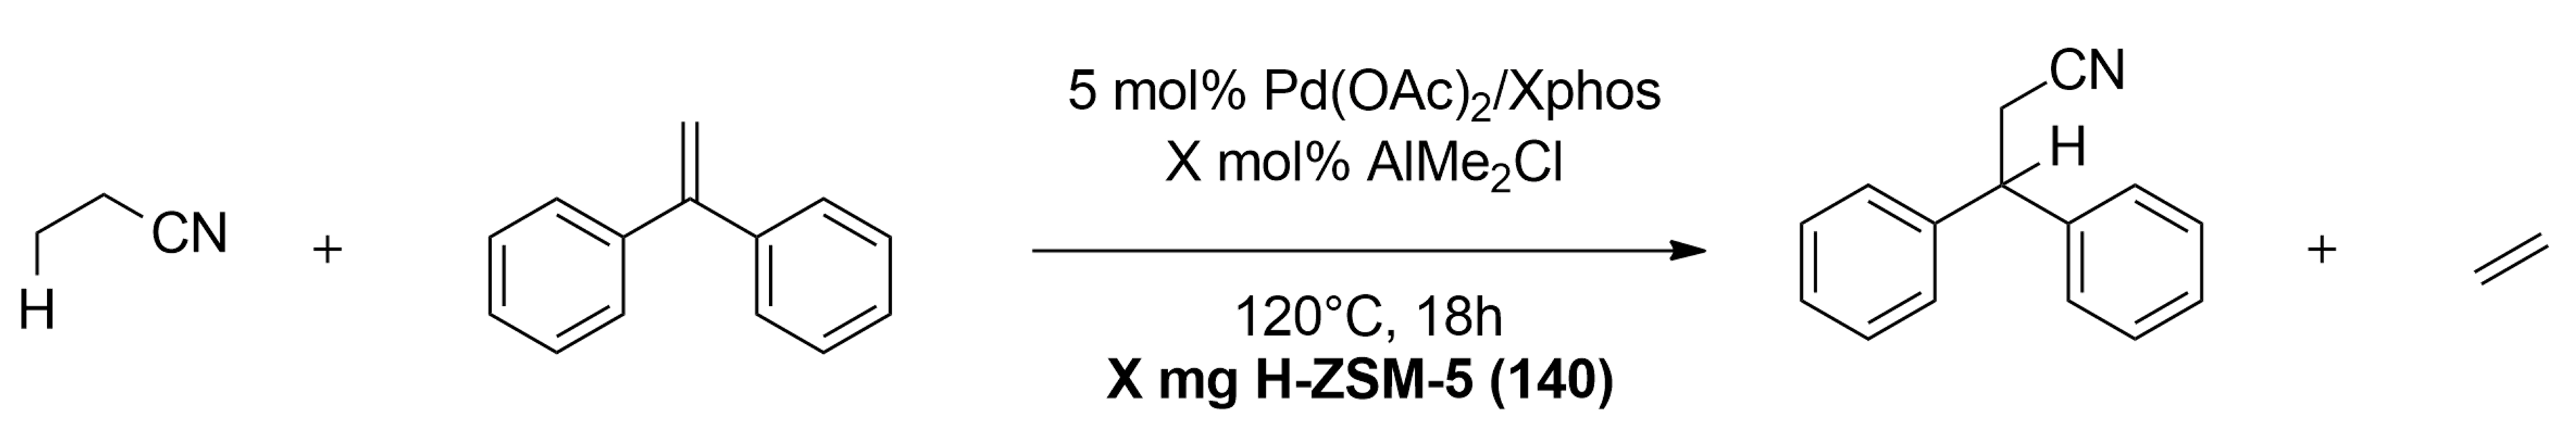 CN
H
+
5 mol% Pd(OAc)₂/Xphos
X mol% AlMe₂Cl
120°C, 18h
X mg H-ZSM-5 (140)
CN
H
+